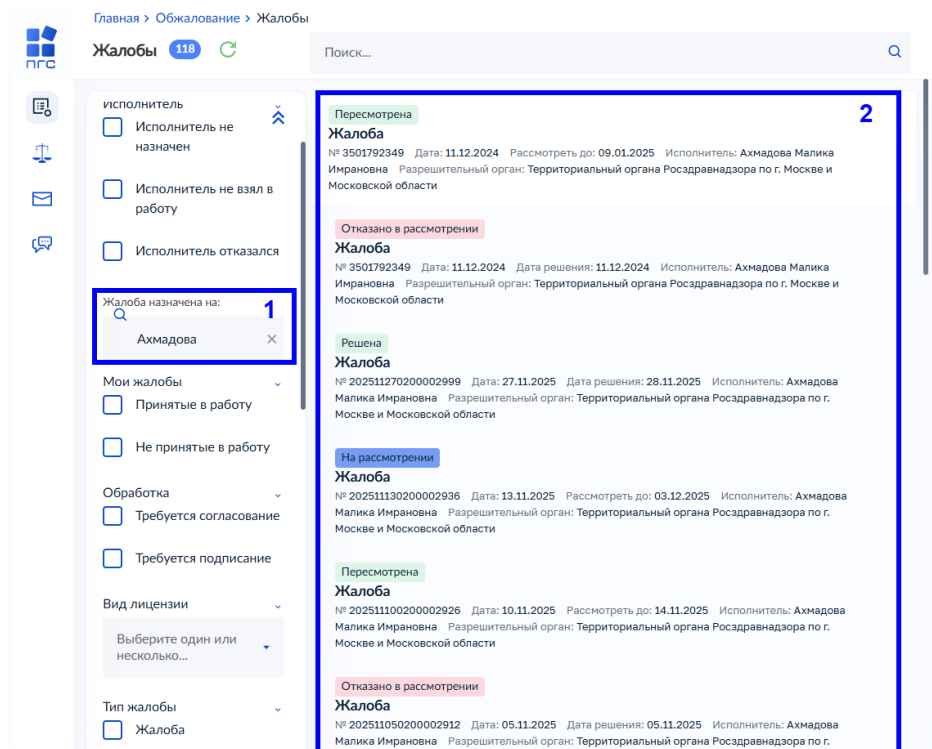 Главная > Обжалование > Жалобы
ПГС
Жалобы 118
Поиск...
исполнитель
Исполнитель не
назначен
Исполнитель не взял в
работу
Исполнитель отказался
Жалоба назначена на:
1
Ахмадова
Мои жалобы
Принятые в работу
Не принятые в работу
Обработка
Требуется согласование
Требуется подписание
Вид лицензии
Выберите один или
несколько...
Тип жалобы
Жалоба
2
Пересмотрена
Жалоба
№ 3501792349 Дата: 11.12.2024 Рассмотреть до: 09.01.2025 Исполнитель: Ахмадова Малика
Имрановна Разрешительный орган: Территориальный органа Росздравнадзора по г. Москве и
Московской области
Отказано в рассмотрении
Жалоба
№ 3501792349 Дата: 11.12.2024 Дата решения: 11.12.2024 Исполнитель: Ахмадова Малика
Имрановна Разрешительный орган: Территориальный органа Росздравнадзора по г. Москве и
Московской области
Решена
Жалоба
№ 202511270200002999 Дата: 27.11.2025 Дата решения: 28.11.2025 Исполнитель: Ахмадова
Малика Имрановна Разрешительный орган: Территориальный органа Росздравнадзора по г.
Москве и Московской области
На рассмотрении
Жалоба
№ 202511130200002936 Дата: 13.11.2025 Рассмотреть до: 03.12.2025 Исполнитель: Ахмадова
Малика Имрановна Разрешительный орган: Территориальный органа Росздравнадзора по г.
Москве и Московской области
Пересмотрена
Жалоба
№ 202511100200002926 Дата: 10.11.2025 Рассмотреть до: 14.11.2025 Исполнитель: Ахмадова
Малика Имрановна Разрешительный орган: Территориальный органа Росздравнадзора по г.
Москве и Московской области
Отказано в рассмотрении
Жалоба
№ 202511050200002912 Дата: 05.11.2025 Дата решения: 05.11.2025 Исполнитель: Ахмадова
Малика Имрановна Разрешительный орган: Территориальный органа Росздравнадзора по г.